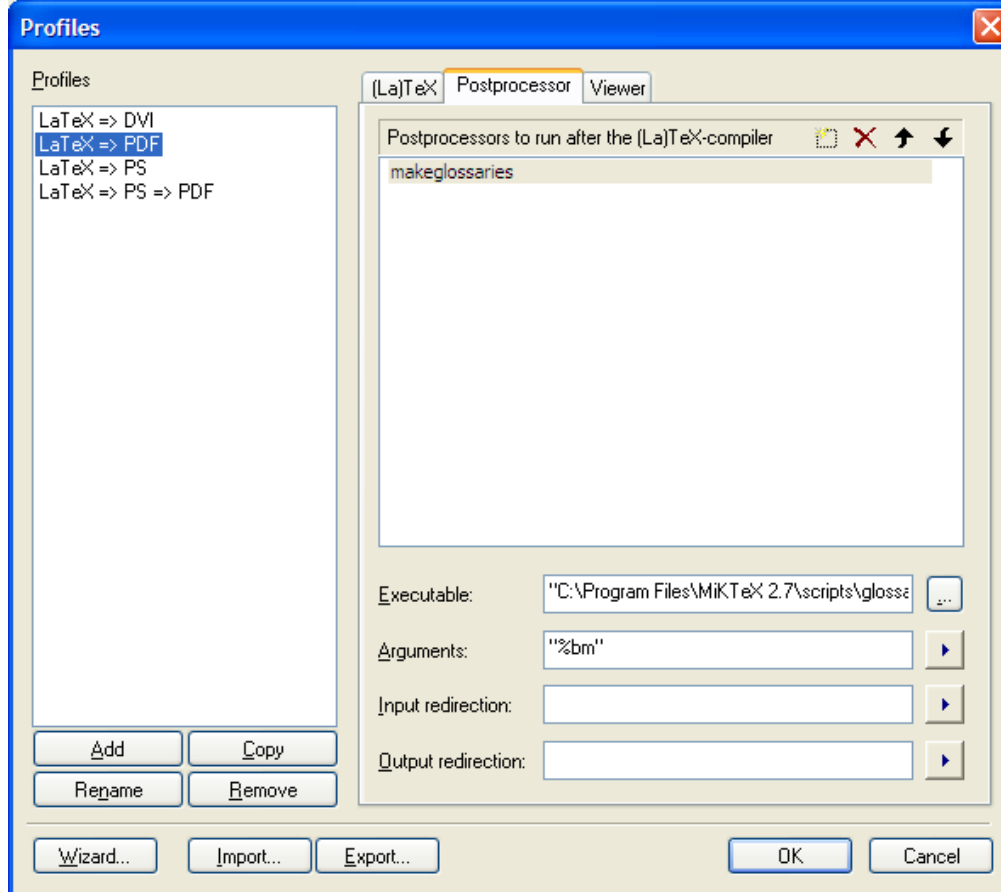 Profiles
Profiles
LaTeX => DVI
LaTeX => PDF
LaTeX => PS
LaTeX => PS => PDF
Add
Copy
Rename
Remove
(La)TeX
Postprocessor
Viewer
Postprocessors to run after the (La)TeX-compiler
makeglossaries
Executable:
"C:\Program Files\MiKTeX 2.7\scripts\glossa
...
Arguments:
"%bm"
Input redirection:
Output redirection:
Wizard...
Import...
Export...
OK
Cancel